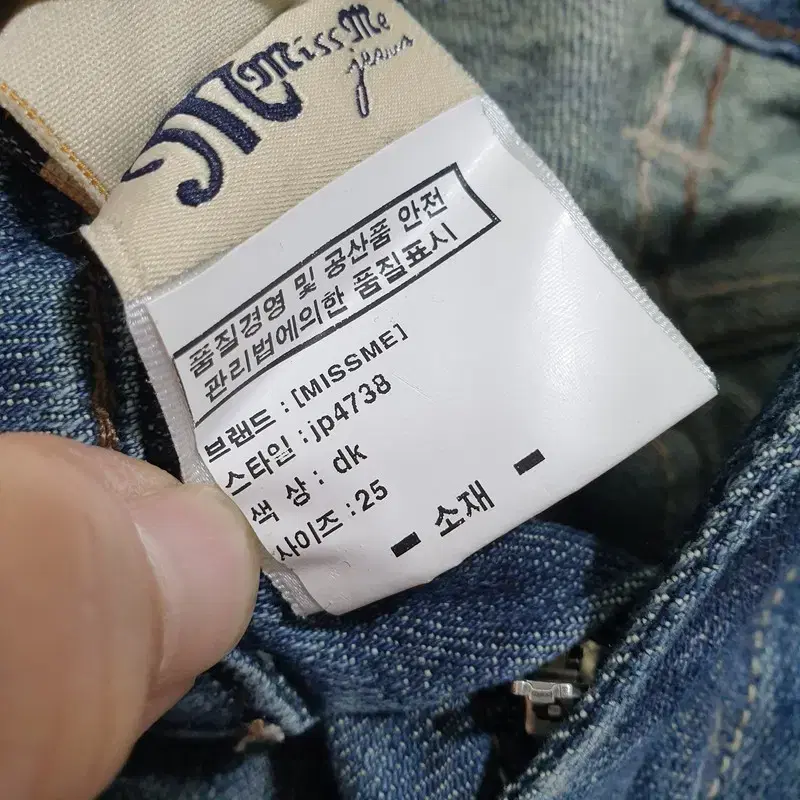 MissMe
jeans
품질경영 및 공산품 안전
관리법에의한 품질표시
브랜드 : [MISSME]
스타일 : jp4738
색 상 : dk
사이즈 : 25
▬ 소재 ▬